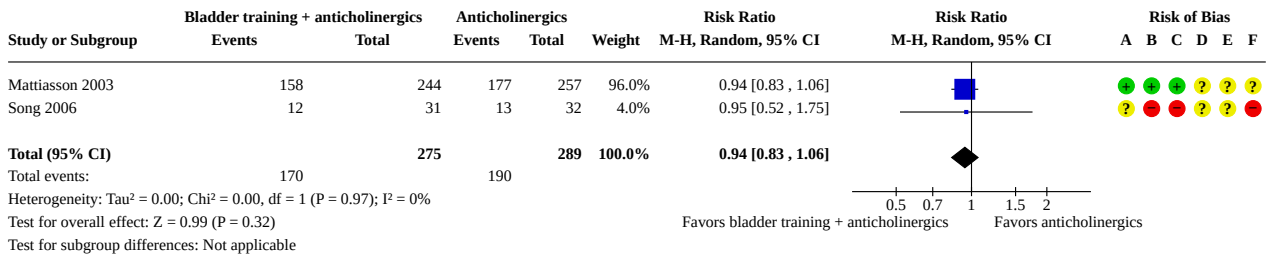 Bladder training + anticholinergics Anticholinergics Risk Ratio Risk Ratio Risk of Bias
Study or Subgroup Events Total Events Total Weight M-H, Random, 95% CI M-H, Random, 95% CI A B C D E F
Mattiasson 2003 158 244 177 257 96.0% 0.94 [0.83 , 1.06] + + + ? ? ?
Song 2006 12 31 13 32 4.0% 0.95 [0.52 , 1.75] ? − − ? ? −
Total (95% CI) 275 289 100.0% 0.94 [0.83 , 1.06]
Total events: 170 190
Heterogeneity: Tau² = 0.00; Chi² = 0.00, df = 1 (P = 0.97); I² = 0%
0.5 0.7 1 1.5 2
Test for overall effect: Z = 0.99 (P = 0.32) Favors bladder training + anticholinergics Favors anticholinergics
Test for subgroup differences: Not applicable